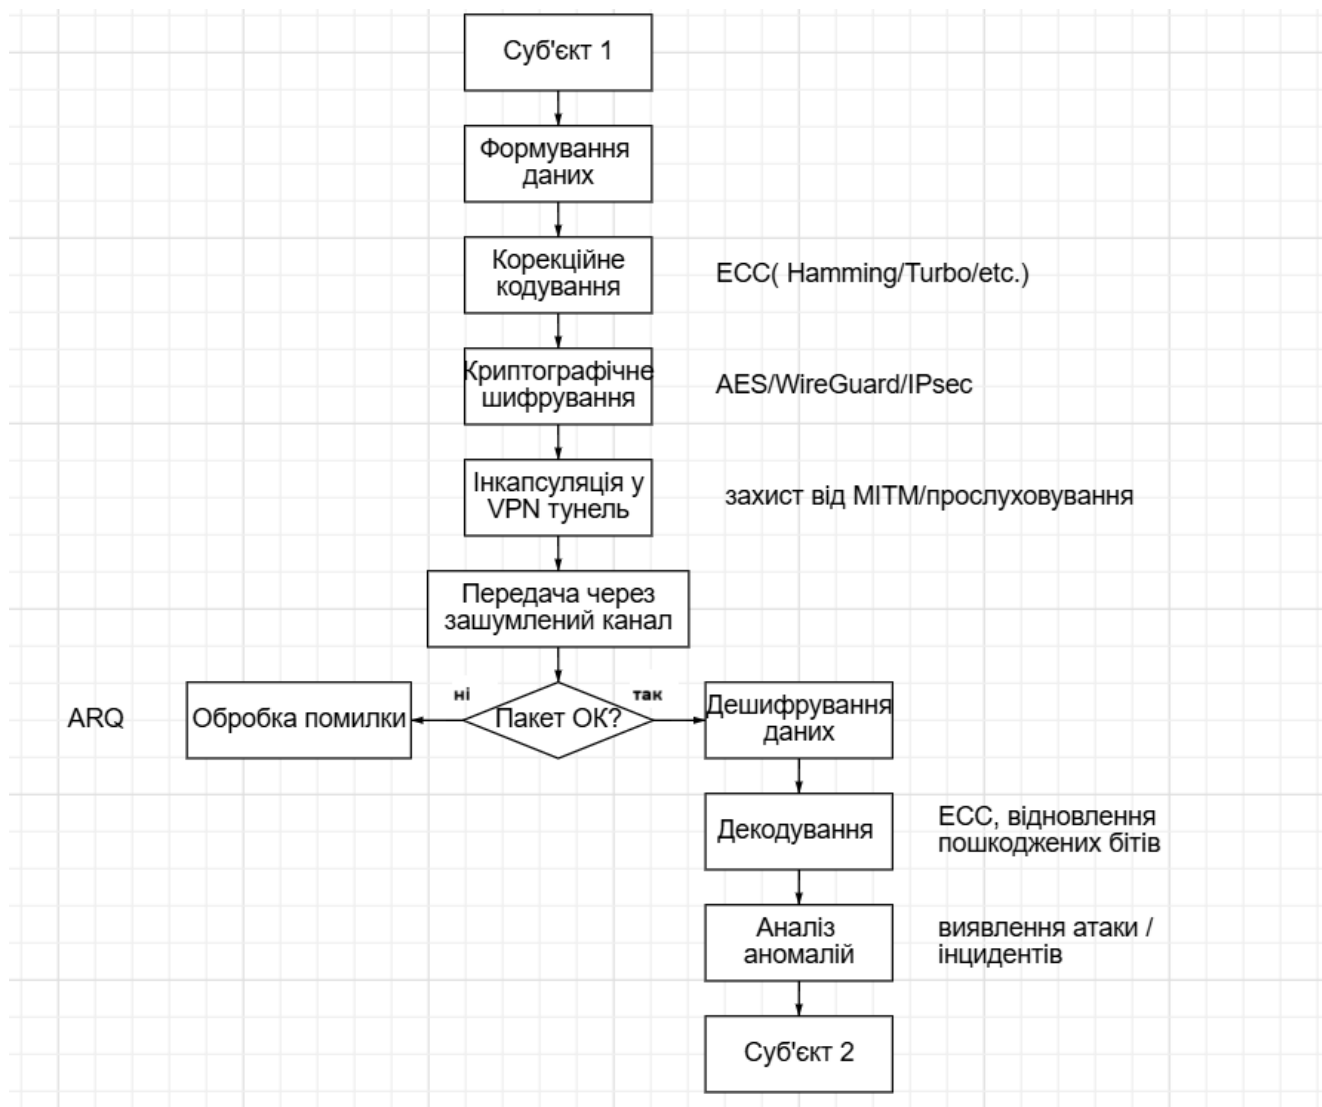 Суб'єкт 1
Формування
даних
Корекційне
кодування
ECC( Hamming/Turbo/etc.)
Криптографічне
шифрування
AES/WireGuard/IPsec
Інкапсуляція у
VPN тунель
захист від MITM/прослуховування
Передача через
зашумлений канал
ARQ
Обробка помилки
ні
Пакет ОК?
так
Дешифрування
даних
Декодування
ECC, відновлення
пошкоджених бітів
Аналіз
аномалій
виявлення атаки /
інцидентів
Суб'єкт 2